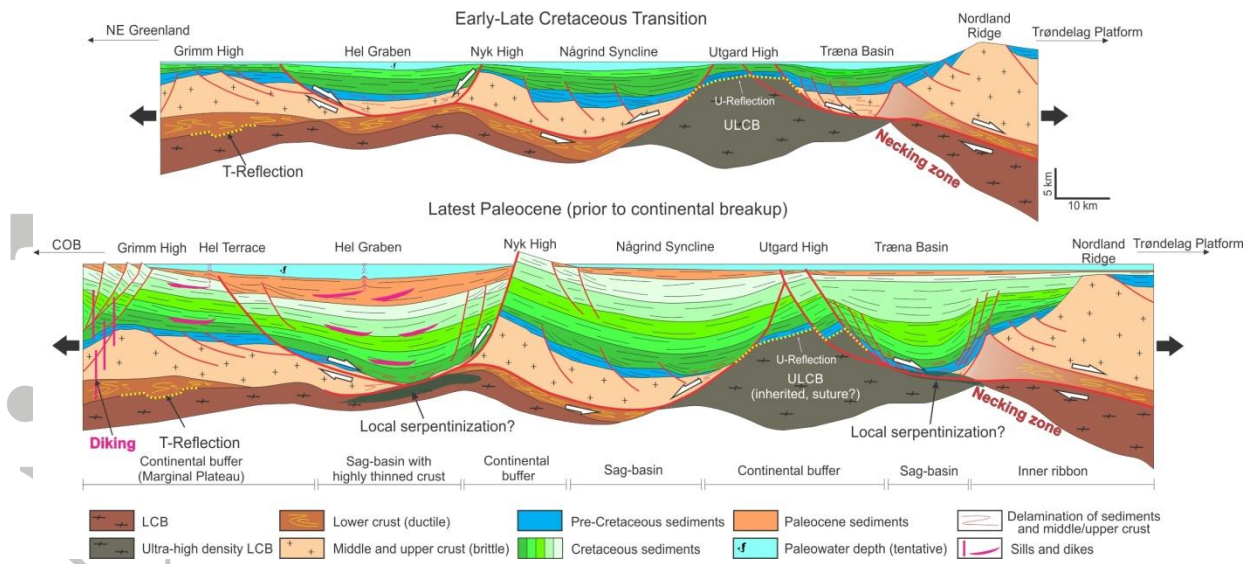 Early-Late Cretaceous Transition
NE Greenland
Grimm High
Hel Graben
Nyk High
Någrind Syncline
Utgard High
Træna Basin
Nordland
Ridge
Trøndelag Platform
U-Reflection
ULCB
T-Reflection
Necking zone
5 km
10 km
Latest Paleocene (prior to continental breakup)
COB
Grimm High
Hel Terrace
Hel Graben
Nyk High
Någrind Syncline
Utgard High
Træna Basin
Nordland
Ridge
Trøndelag Platform
U-Reflection
ULCB
(inherited, suture?)
Diking
T-Reflection
Local serpentinization?
Local serpentinization?
Necking zone
Continental buffer
(Marginal Plateau)
Sag-basin with
highly thinned crust
Continental
buffer
Sag-basin
Continental buffer
Sag-basin
Inner ribbon
LCB
Lower crust (ductile)
Pre-Cretaceous sediments
Paleocene sediments
Delamination of sediments
and middle/upper crust
Ultra-high density LCB
Middle and upper crust (brittle)
Cretaceous sediments
Paleowater depth (tentative)
Sills and dikes